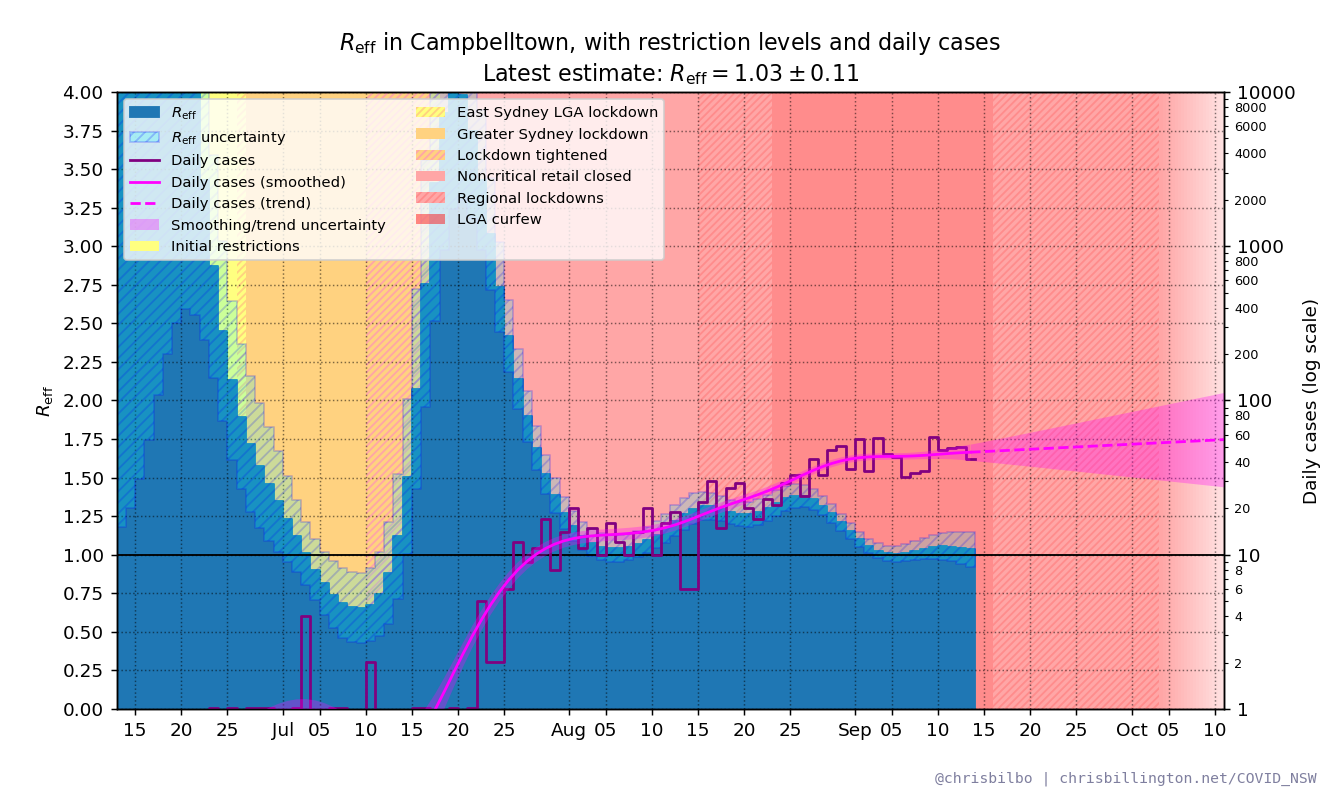 Reff in Campbelltown, with restriction levels and daily cases
Latest estimate: Reff = 1.03 ± 0.11
Reff
Reff uncertainty
Daily cases
Daily cases (smoothed)
Daily cases (trend)
Smoothing/trend uncertainty
Initial restrictions
East Sydney LGA lockdown
Greater Sydney lockdown
Lockdown tightened
Noncritical retail closed
Regional lockdowns
LGA curfew
Reff
4.00
3.75
3.50
3.25
3.00
2.75
2.50
2.25
2.00
1.75
1.50
1.25
1.00
0.75
0.50
0.25
0.00
10000
8000
6000
4000
2000
1000
800
600
400
200
100
80
60
40
20
10
8
6
4
2
1
Daily cases (log scale)
15 20 25 Jul 05 10 15 20 25 Aug 05 10 15 20 25 Sep 05 10 15 20 25 Oct 05 10
@chrisbilbo | chrisbillington.net/COVID_NSW